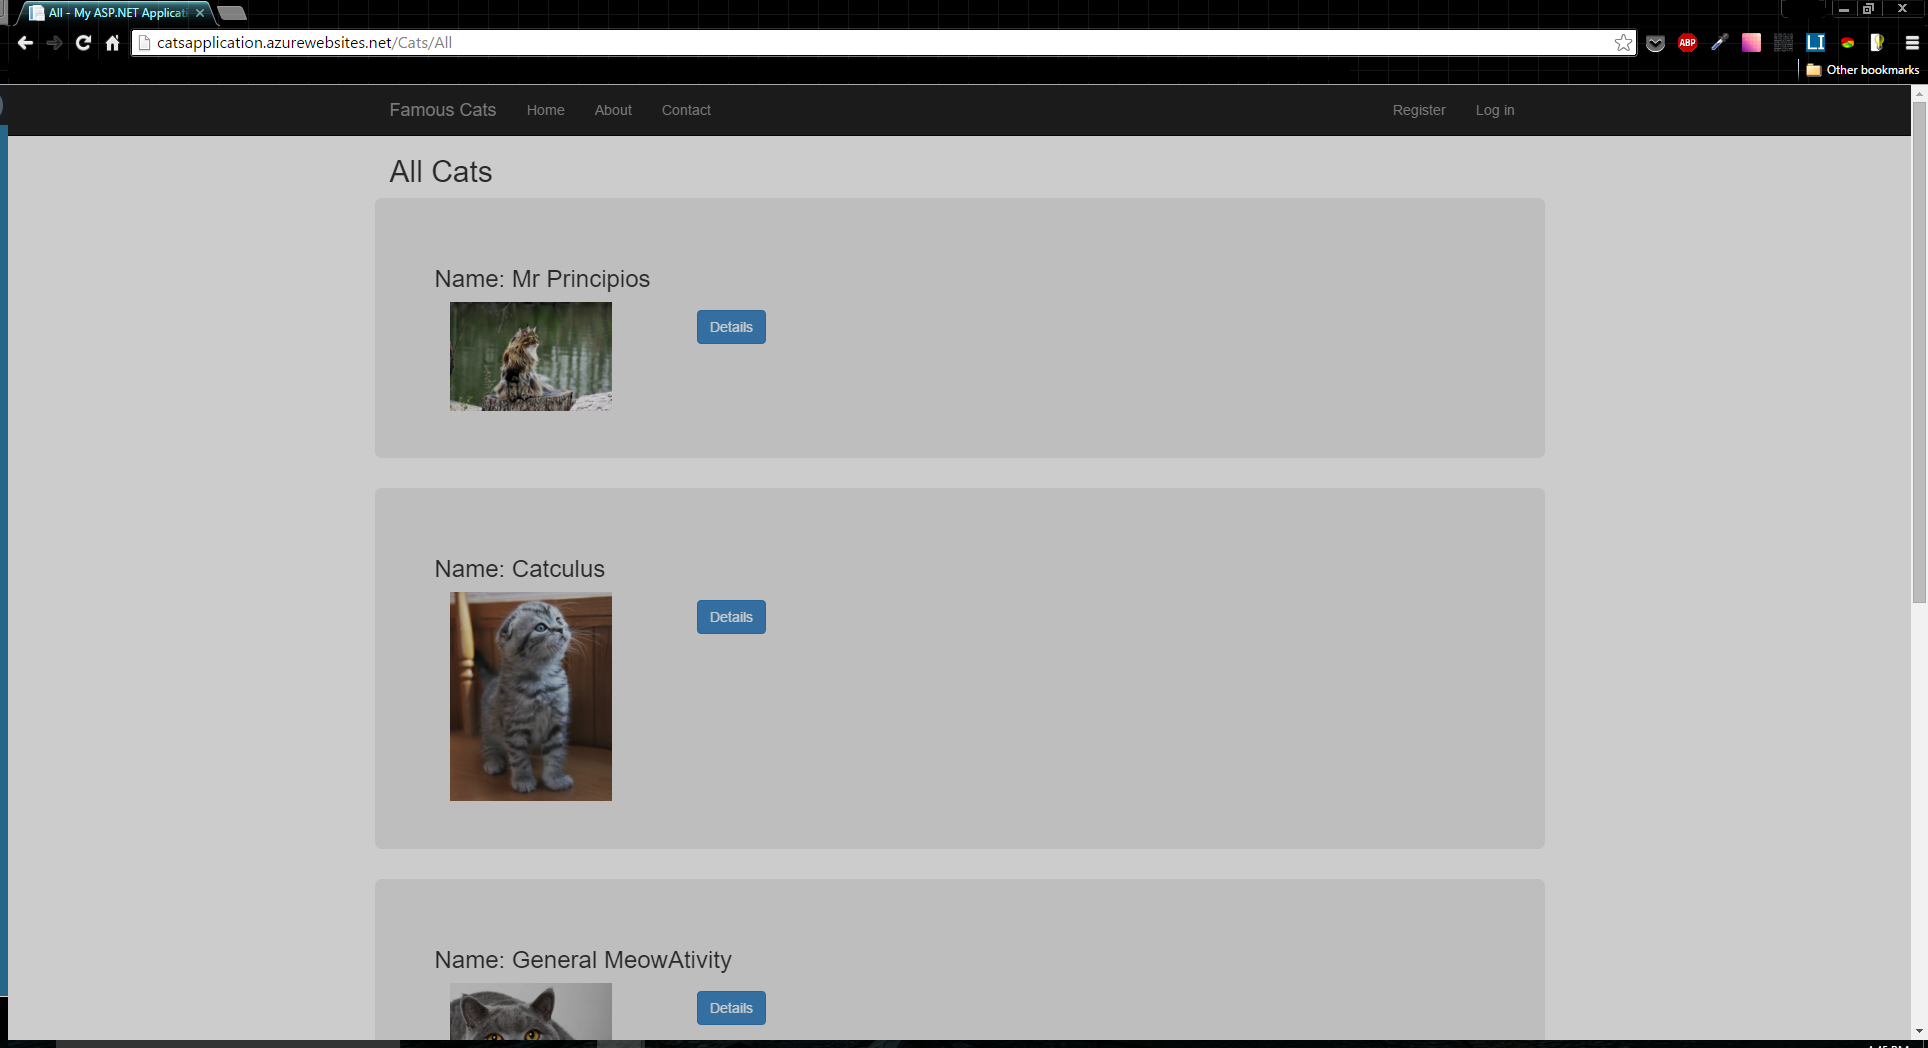 All - My ASP.NET Applicati
catsapplication.azurewebsites.net/Cats/All
ABP
LI
Other bookmarks
Famous Cats Home About Contact Register Log in
All Cats
Name: Mr Principios
Details
Name: Catculus
Details
Name: General MeowAtivity
Details